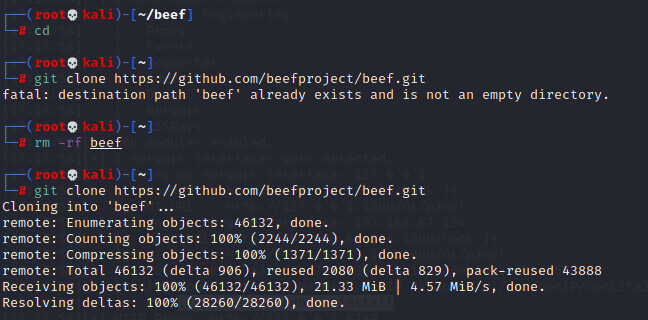 ┌──(root💀kali)-[~/beef]
└─# cd
┌──(root💀kali)-[~]
└─# git clone https://github.com/beefproject/beef.git
fatal: destination path 'beef' already exists and is not an empty directory.
┌──(root💀kali)-[~]
└─# rm -rf beef
┌──(root💀kali)-[~]
└─# git clone https://github.com/beefproject/beef.git
Cloning into 'beef'...
remote: Enumerating objects: 46132, done.
remote: Counting objects: 100% (2244/2244), done.
remote: Compressing objects: 100% (1371/1371), done.
remote: Total 46132 (delta 906), reused 2080 (delta 829), pack-reused 43888
Receiving objects: 100% (46132/46132), 21.33 MiB | 4.57 MiB/s, done.
Resolving deltas: 100% (28260/28260), done.